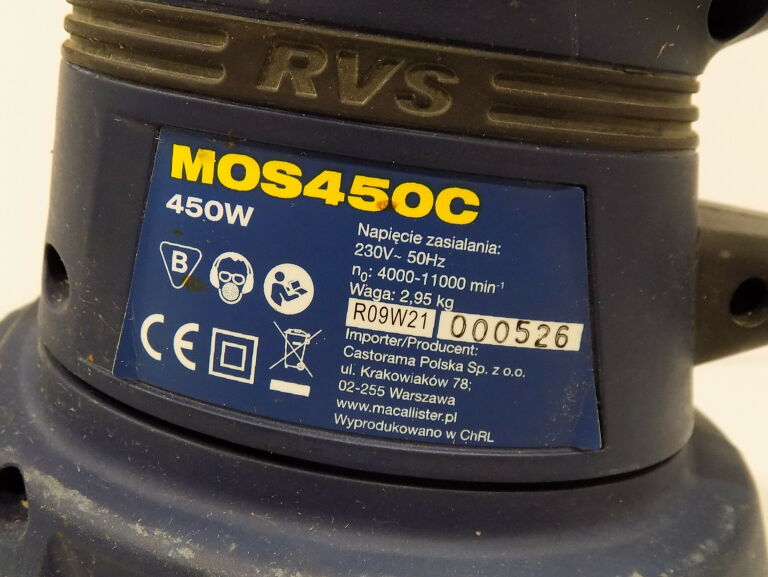 RVS
MOS450C
450W
Napięcie zasialania:
230V~ 50Hz
n0: 4000-11000 min-1
Waga: 2,95 kg
R09W21 000526
Importer/Producent:
Castorama Polska Sp. z o.o.
ul. Krakowiaków 78;
02-255 Warszawa
www.macallister.pl
Wyprodukowano w ChRL
B
CE